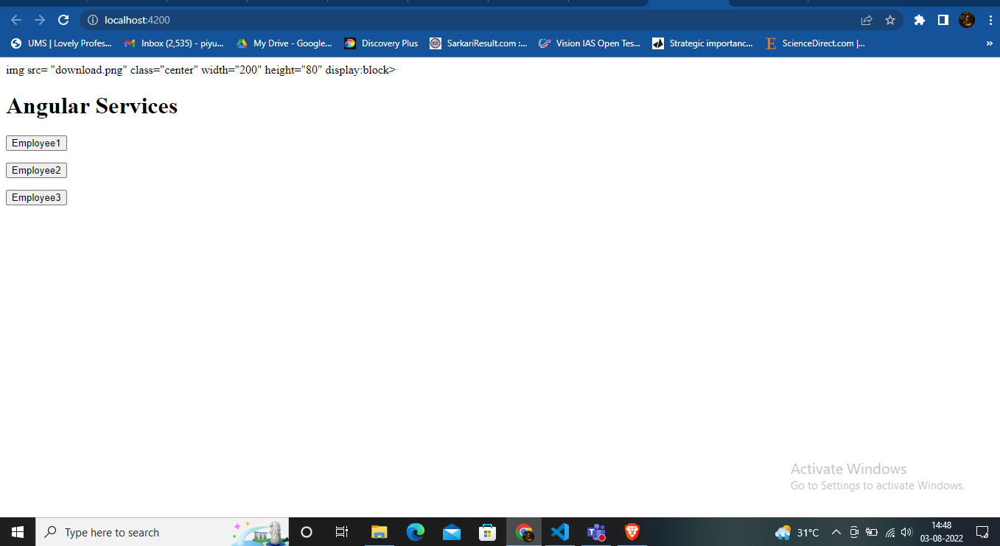 localhost:4200
UMS | Lovely Profes... Inbox (2,535) - piyu... My Drive - Google... Discovery Plus SarkariResult.com :... Vision IAS Open Tes... Strategic importanc... E ScienceDirect.com |... »
img src= "download.png" class="center" width="200" height="80" display:block>
Angular Services
Employee1
Employee2
Employee3
Activate Windows
Go to Settings to activate Windows.
Type here to search
31°C
14:48
03-08-2022